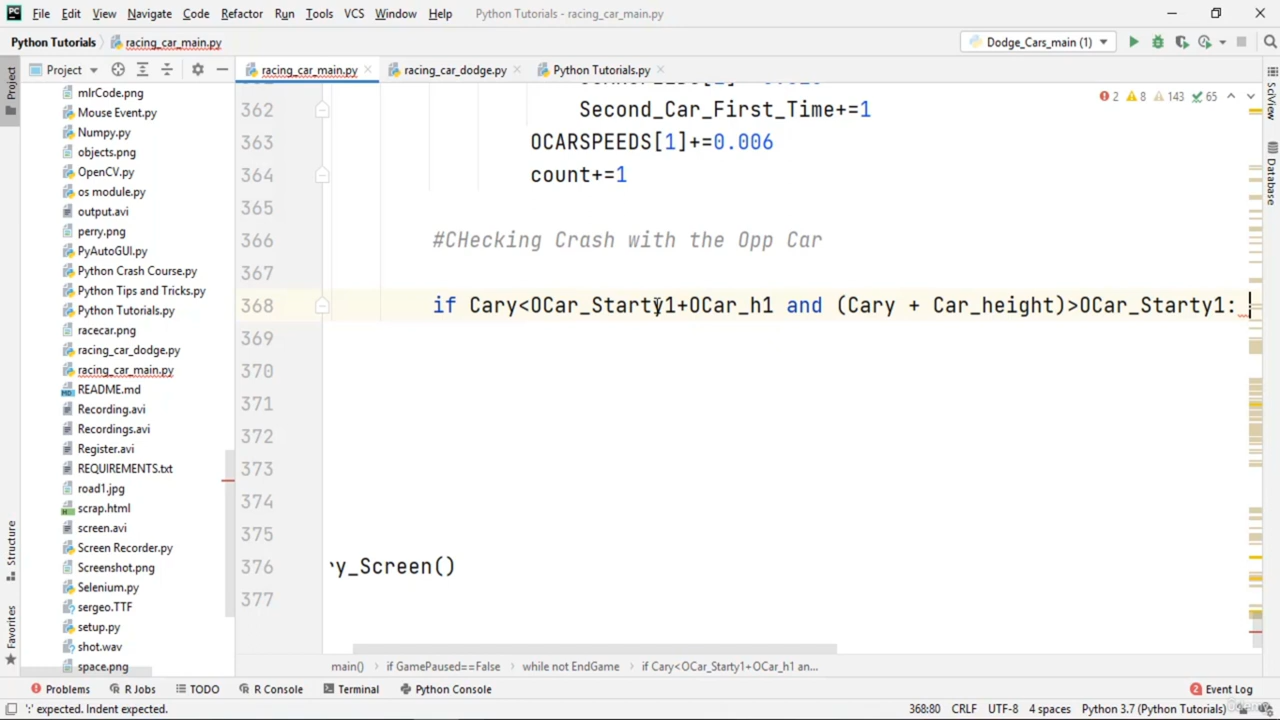 File Edit View Navigate Code Refactor Run Tools VCS Window Help Python Tutorials - racing_car_main.py
Python Tutorials racing_car_main.py Dodge_Cars_main (1)
Project racing_car_main.py racing_car_dodge.py Python Tutorials.py
2 8 143 65
Project
Structure
Favorites
SciView
Database
mlrCode.png
Mouse Event.py
Numpy.py
objects.png
OpenCV.py
os module.py
output.avi
perry.png
PyAutoGUI.py
Python Crash Course.py
Python Tips and Tricks.py
Python Tutorials.py
racecar.png
racing_car_dodge.py
racing_car_main.py
README.md
Recording.avi
Recordings.avi
Register.avi
REQUIREMENTS.txt
road1.jpg
scrap.html
screen.avi
Screen Recorder.py
Screenshot.png
Selenium.py
sergeo.TTF
setup.py
shot.wav
space.png
362 Second_Car_First_Time+=1
363 OCARSPEEDS[1]+=0.006
364 count+=1
365
366 #CHecking Crash with the Opp Car
367
368 if Cary<OCar_Starty1+OCar_h1 and (Cary + Car_height)>OCar_Starty1:
369
370
371
372
373
374
375
376 ry_Screen()
377
main() if GamePaused==False while not EndGame if Cary<OCar_Starty1+OCar_h1 an...
Problems R Jobs TODO R Console Terminal Python Console 2 Event Log
':' expected. Indent expected. 368:80 CRLF UTF-8 4 spaces Python 3.7 (Python Tutorials)